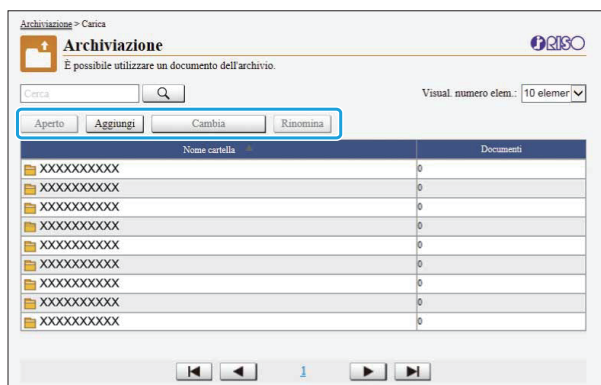 Archiviazione > Carica
Archiviazione
RISO
È possibile utilizzare un documento dell'archivio.
Cerca
Visual. numero elem.: 10 elemer
Aperto Aggiungi Cambia Rinomina
Nome cartella Documenti
XXXXXXXXXX 0
XXXXXXXXXX 0
XXXXXXXXXX 0
XXXXXXXXXX 0
XXXXXXXXXX 0
XXXXXXXXXX 0
XXXXXXXXXX 0
XXXXXXXXXX 0
XXXXXXXXXX 0
1